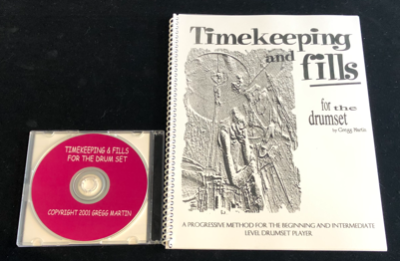 Timekeeping
and
fills
for the
drumset
by Gregg Martin
A PROGRESSIVE METHOD FOR THE BEGINNING AND INTERMEDIATE
LEVEL DRUMSET PLAYER
TIMEKEEPING & FILLS
FOR THE DRUM SET
COPYRIGHT 2001 GREGG MARTIN